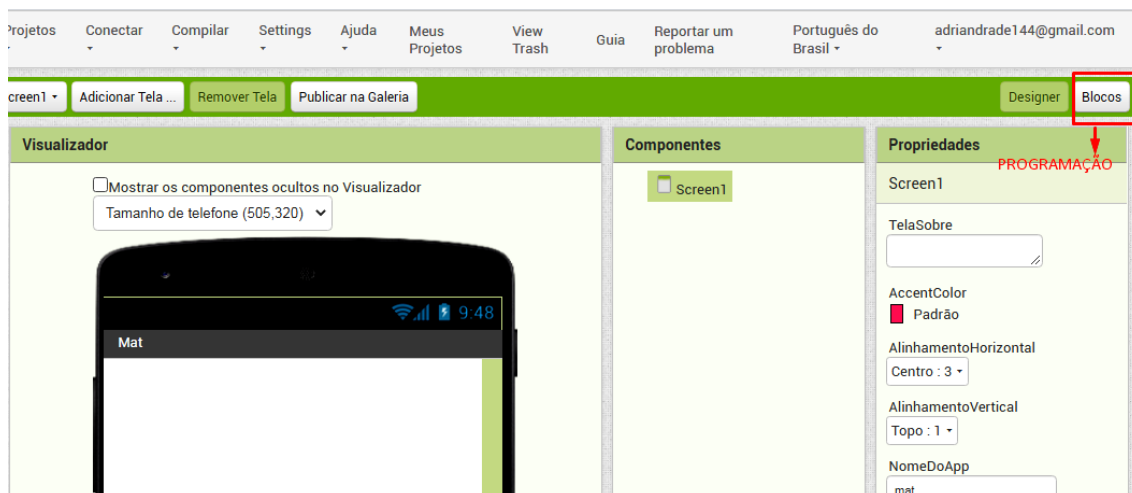 Projetos
Conectar
Compilar
Settings
Ajuda
Meus
Projetos
View
Trash
Guia
Reportar um
problema
Português do
Brasil
adriandrade144@gmail.com
creen1
Adicionar Tela ...
Remover Tela
Publicar na Galeria
Designer
Blocos
Visualizador
Componentes
Propriedades
PROGRAMAÇÃO
Mostrar os componentes ocultos no Visualizador
Tamanho de telefone (505,320)
Screen1
Screen1
TelaSobre
9:48
Mat
AccentColor
Padrão
AlinhamentoHorizontal
Centro : 3
AlinhamentoVertical
Topo : 1
NomeDoApp
mat